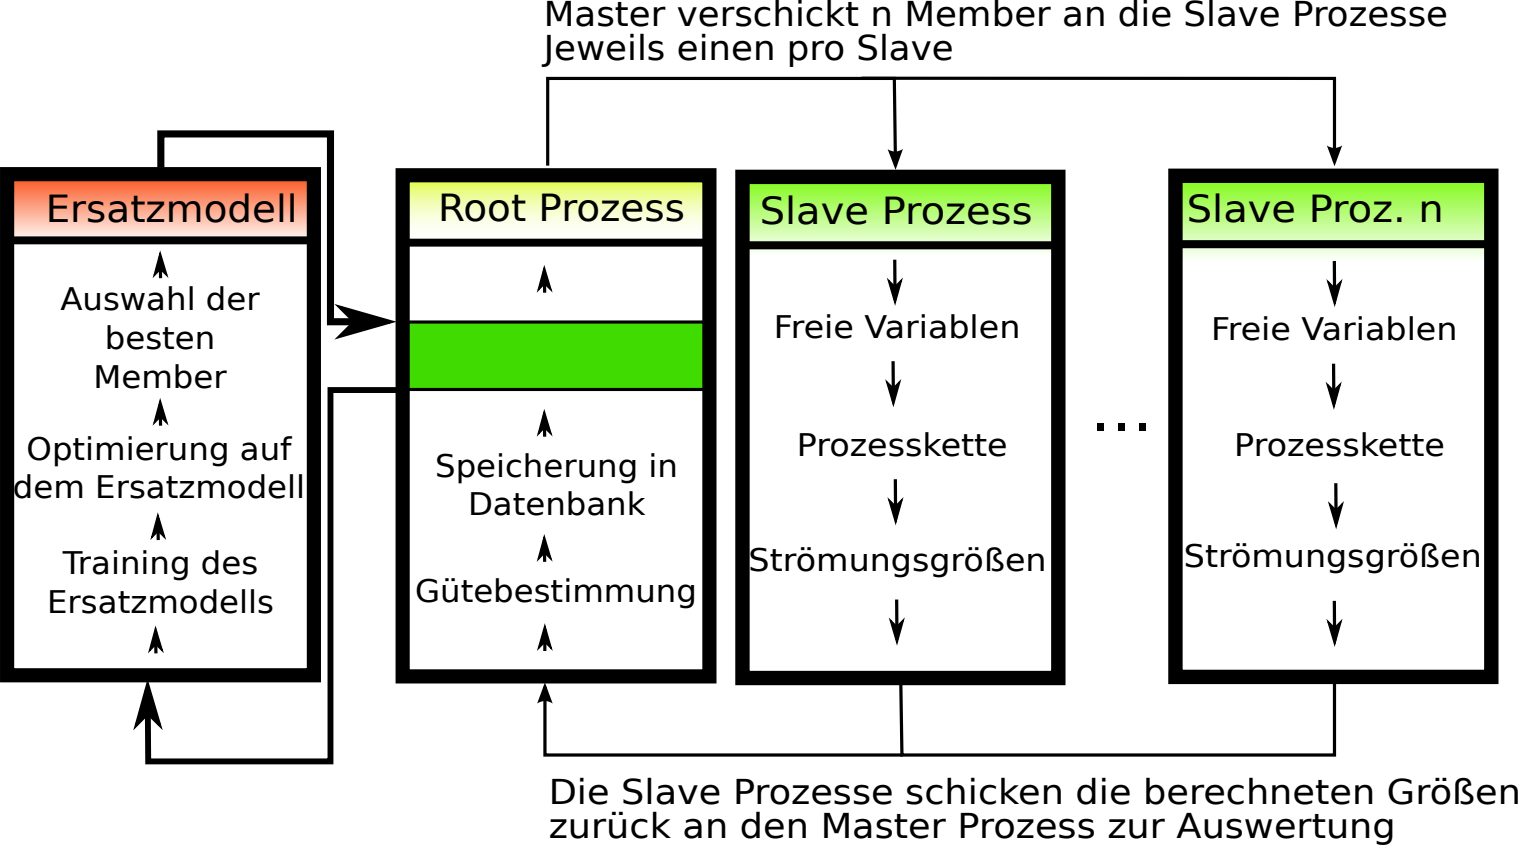 Master verschickt n Member an die Slave Prozesse
Jeweils einen pro Slave
Ersatzmodell
Auswahl der
besten
Member
Optimierung auf
dem Ersatzmodell
Training des
Ersatzmodells
Root Prozess
Speicherung in
Datenbank
Gütebestimmung
Slave Prozess
Freie Variablen
Prozesskette
Strömungsgrößen
...
Slave Proz. n
Freie Variablen
Prozesskette
Strömungsgrößen
Die Slave Prozesse schicken die berechneten Größen
zurück an den Master Prozess zur Auswertung